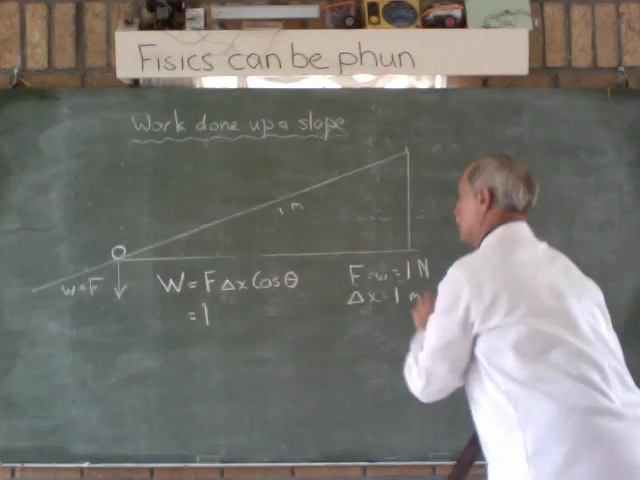 Fisics can be phun
Work done up a slope
1 m
w=F
W = F Δx Cos θ
= 1
F = w = 1 N
Δx = 1 m